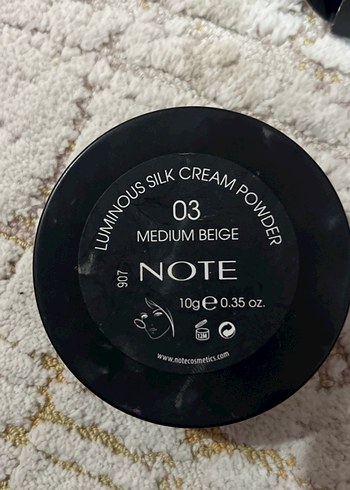 LUMINOUS SILK CREAM POWDER
03
MEDIUM BEIGE
907
NOTE
10g e 0.35 oz.
12M
www.notecosmetics.com